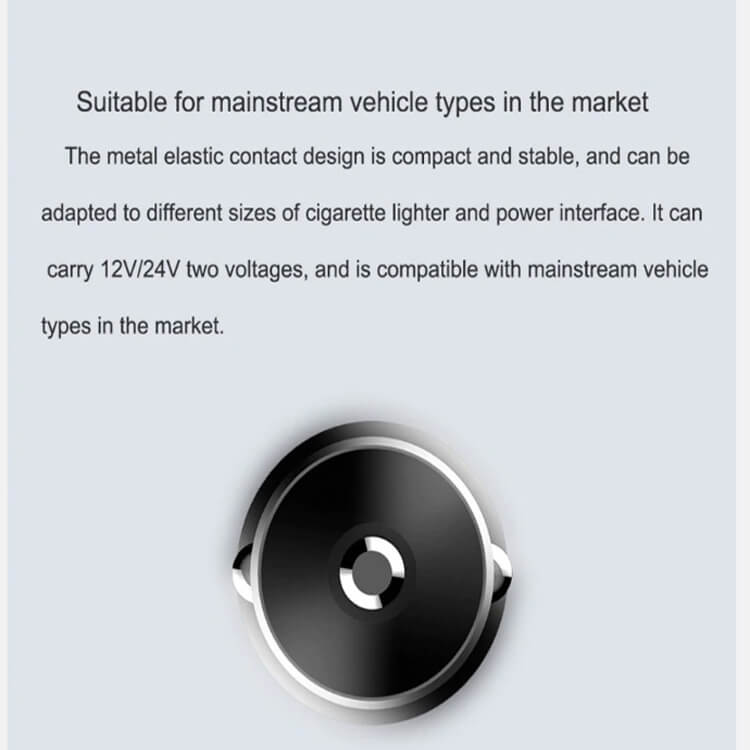 Suitable for mainstream vehicle types in the market
The metal elastic contact design is compact and stable, and can be
adapted to different sizes of cigarette lighter and power interface. It can
carry 12V/24V two voltages, and is compatible with mainstream vehicle
types in the market.